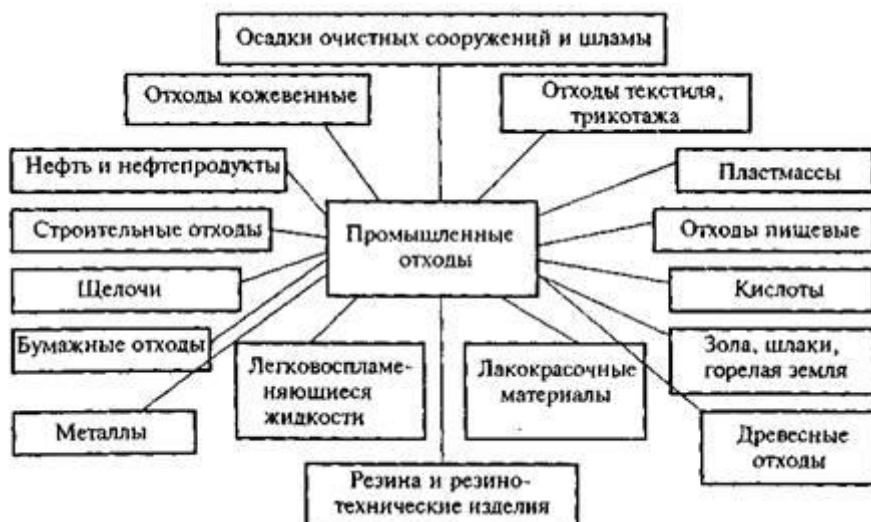 Осадки очистных сооружений и шламы
Отходы кожевенные
Отходы текстиля,
трикотажа
Нефть и нефтепродукты
Пластмассы
Строительные отходы
Промышленные
отходы
Отходы пищевые
Щелочи
Кислоты
Бумажные отходы
Легковоспламе-
няющиеся
жидкости
Лакокрасочные
материалы
Зола, шлаки,
горелая земля
Металлы
Древесные
отходы
Резина и резино-
технические изделия